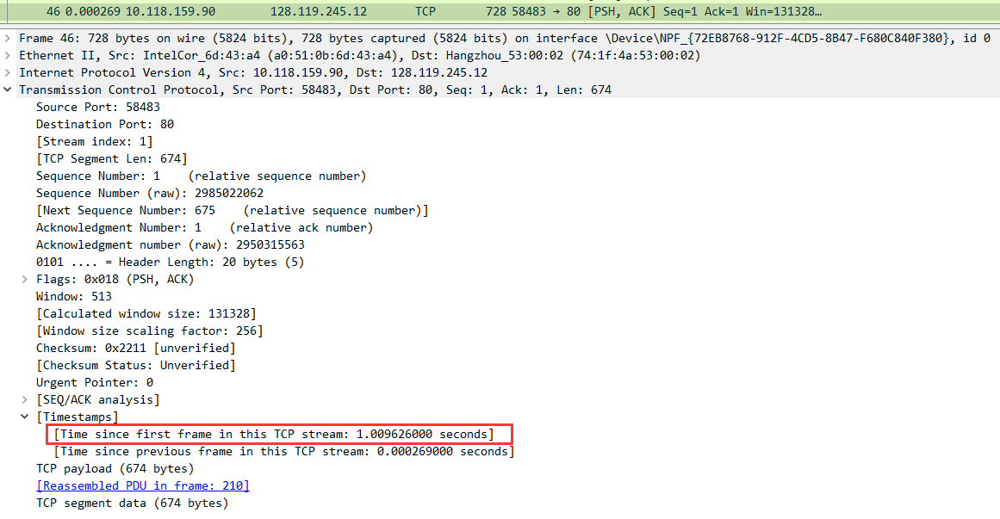 46 0.000269 10.118.159.90 128.119.245.12 TCP 728 58483 → 80 [PSH, ACK] Seq=1 Ack=1 Win=131328…
Frame 46: 728 bytes on wire (5824 bits), 728 bytes captured (5824 bits) on interface \Device\NPF_{72EB8768-912F-4CD5-8B47-F680C840F380}, id 0
Ethernet II, Src: IntelCor_6d:43:a4 (a0:51:0b:6d:43:a4), Dst: Hangzhou_53:00:02 (74:1f:4a:53:00:02)
Internet Protocol Version 4, Src: 10.118.159.90, Dst: 128.119.245.12
Transmission Control Protocol, Src Port: 58483, Dst Port: 80, Seq: 1, Ack: 1, Len: 674
Source Port: 58483
Destination Port: 80
[Stream index: 1]
[TCP Segment Len: 674]
Sequence Number: 1    (relative sequence number)
Sequence Number (raw): 2985022062
[Next Sequence Number: 675    (relative sequence number)]
Acknowledgment Number: 1    (relative ack number)
Acknowledgment number (raw): 2950315563
0101 .... = Header Length: 20 bytes (5)
Flags: 0x018 (PSH, ACK)
Window: 513
[Calculated window size: 131328]
[Window size scaling factor: 256]
Checksum: 0x2211 [unverified]
[Checksum Status: Unverified]
Urgent Pointer: 0
[SEQ/ACK analysis]
[Timestamps]
[Time since first frame in this TCP stream: 1.009626000 seconds]
[Time since previous frame in this TCP stream: 0.000269000 seconds]
TCP payload (674 bytes)
[Reassembled PDU in frame: 210]
TCP segment data (674 bytes)